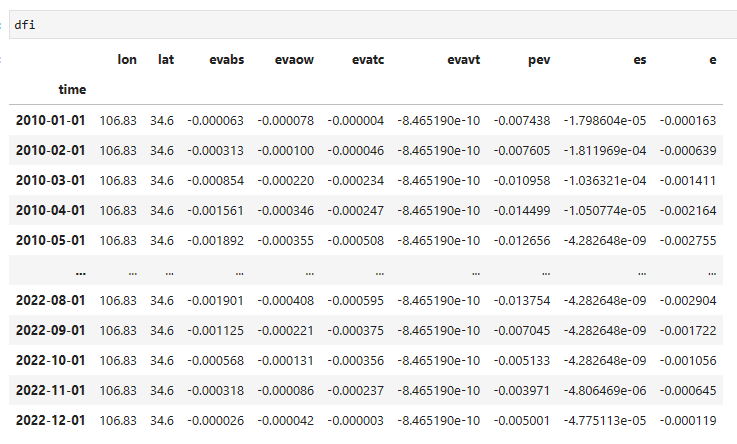 dfi
lon lat evabs evaow evatc evavt pev es e
time
2010-01-01 106.83 34.6 -0.000063 -0.000078 -0.000004 -8.465190e-10 -0.007438 -1.798604e-05 -0.000163
2010-02-01 106.83 34.6 -0.000313 -0.000100 -0.000046 -8.465190e-10 -0.007605 -1.811969e-04 -0.000639
2010-03-01 106.83 34.6 -0.000854 -0.000220 -0.000234 -8.465190e-10 -0.010958 -1.036321e-04 -0.001411
2010-04-01 106.83 34.6 -0.001561 -0.000346 -0.000247 -8.465190e-10 -0.014499 -1.050774e-05 -0.002164
2010-05-01 106.83 34.6 -0.001892 -0.000355 -0.000508 -8.465190e-10 -0.012656 -4.282648e-09 -0.002755
... ... ... ... ... ... ... ... ... ...
2022-08-01 106.83 34.6 -0.001901 -0.000408 -0.000595 -8.465190e-10 -0.013754 -4.282648e-09 -0.002904
2022-09-01 106.83 34.6 -0.001125 -0.000221 -0.000375 -8.465190e-10 -0.007045 -4.282648e-09 -0.001722
2022-10-01 106.83 34.6 -0.000568 -0.000131 -0.000356 -8.465190e-10 -0.005133 -4.282648e-09 -0.001056
2022-11-01 106.83 34.6 -0.000318 -0.000086 -0.000237 -8.465190e-10 -0.003971 -4.806469e-06 -0.000645
2022-12-01 106.83 34.6 -0.000026 -0.000042 -0.000003 -8.465190e-10 -0.005001 -4.775113e-05 -0.000119